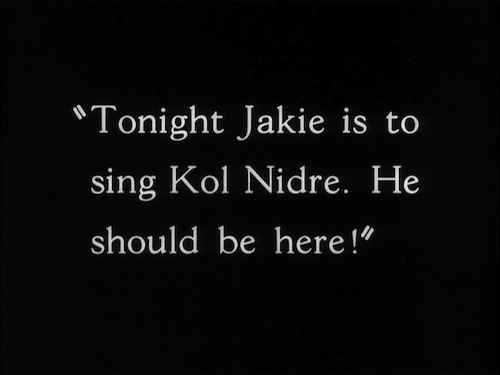 "Tonight Jakie is to
sing Kol Nidre. He
should be here!"